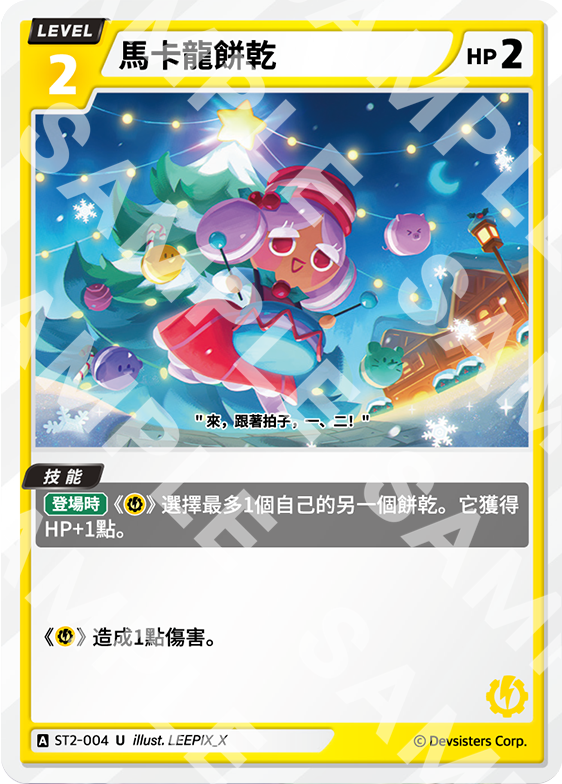 LEVEL
2
馬卡龍餅乾
HP 2
"來，跟著拍子，一、二！"
技能
登場時《》選擇最多1個自己的另一個餅乾。它獲得
HP+1點。
《》造成1點傷害。
A ST2-004 U illust. LEEPIX_X
© Devsisters Corp.
SAMPLE